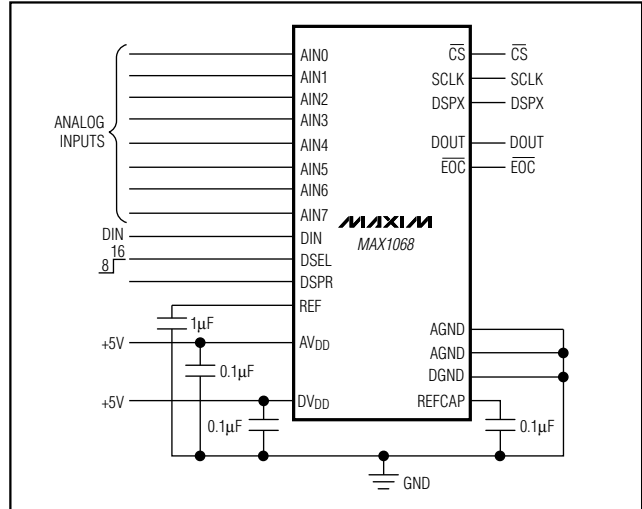 ANALOG
INPUTS
AIN0
AIN1
AIN2
AIN3
AIN4
AIN5
AIN6
AIN7
DIN
DIN
16
8
DSEL
DSPR
REF
1µF
+5V
AVDD
0.1µF
+5V
DVDD
0.1µF
MAXIM
MAX1068
CS
CS
SCLK
SCLK
DSPX
DSPX
DOUT
DOUT
EOC
EOC
AGND
AGND
DGND
REFCAP
0.1µF
GND